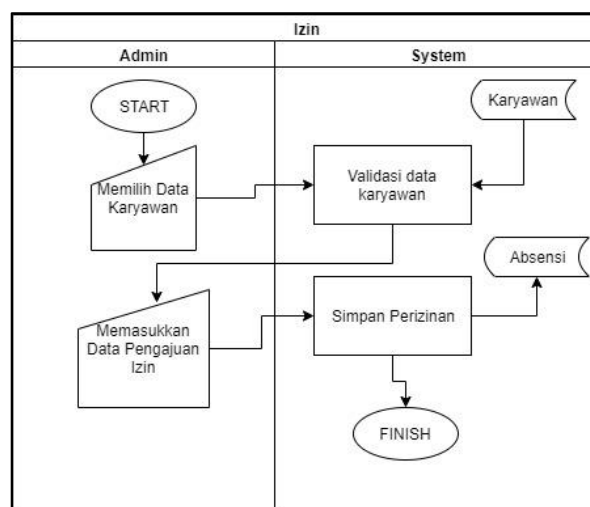 Izin
Admin
System
START
Karyawan
Memilih Data
Karyawan
Validasi data
karyawan
Absensi
Memasukkan
Data Pengajuan
Izin
Simpan Perizinan
FINISH